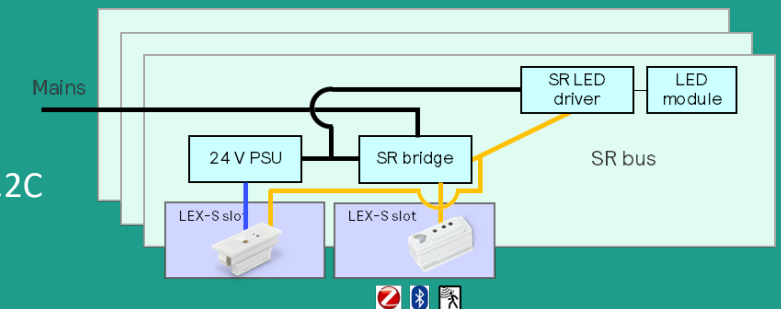 Mains
SR LED
driver
LED
module
24 V PSU
SR bridge
SR bus
.2C
LEX-S slot
LEX-S slot